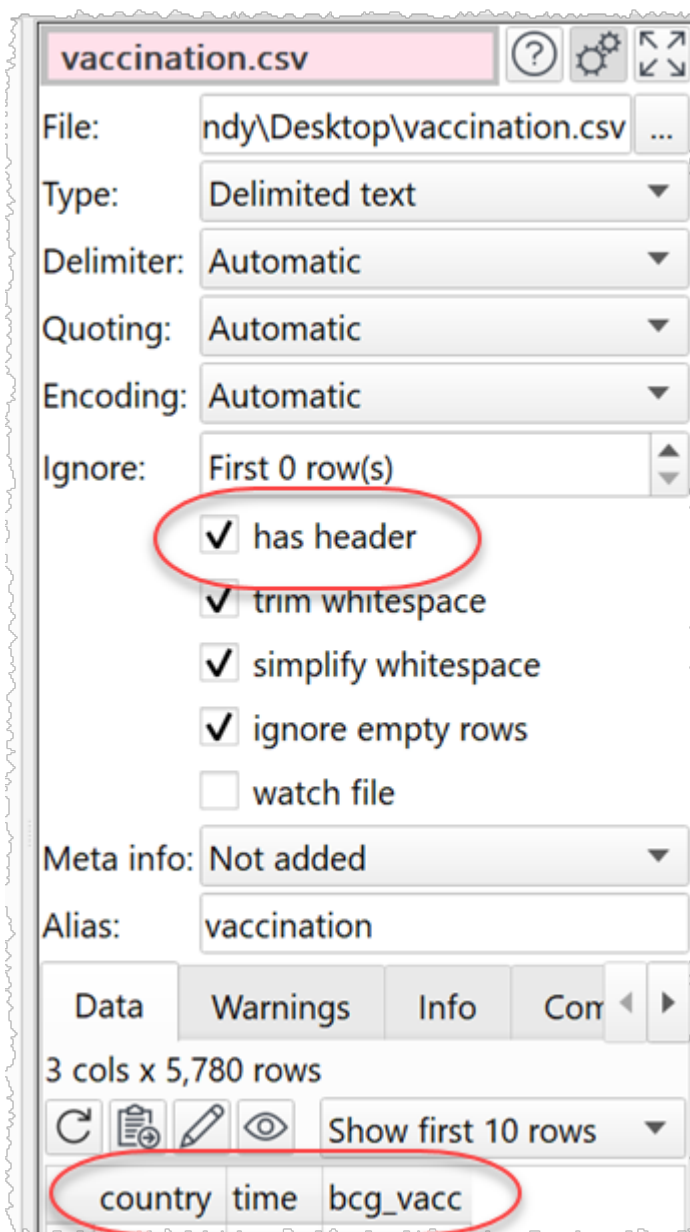 vaccination.csv
File: ndy\Desktop\vaccination.csv ...
Type: Delimited text
Delimiter: Automatic
Quoting: Automatic
Encoding: Automatic
Ignore: First 0 row(s)
has header
trim whitespace
simplify whitespace
ignore empty rows
watch file
Meta info: Not added
Alias: vaccination
Data Warnings Info Com
3 cols x 5,780 rows
Show first 10 rows
country time bcg_vacc